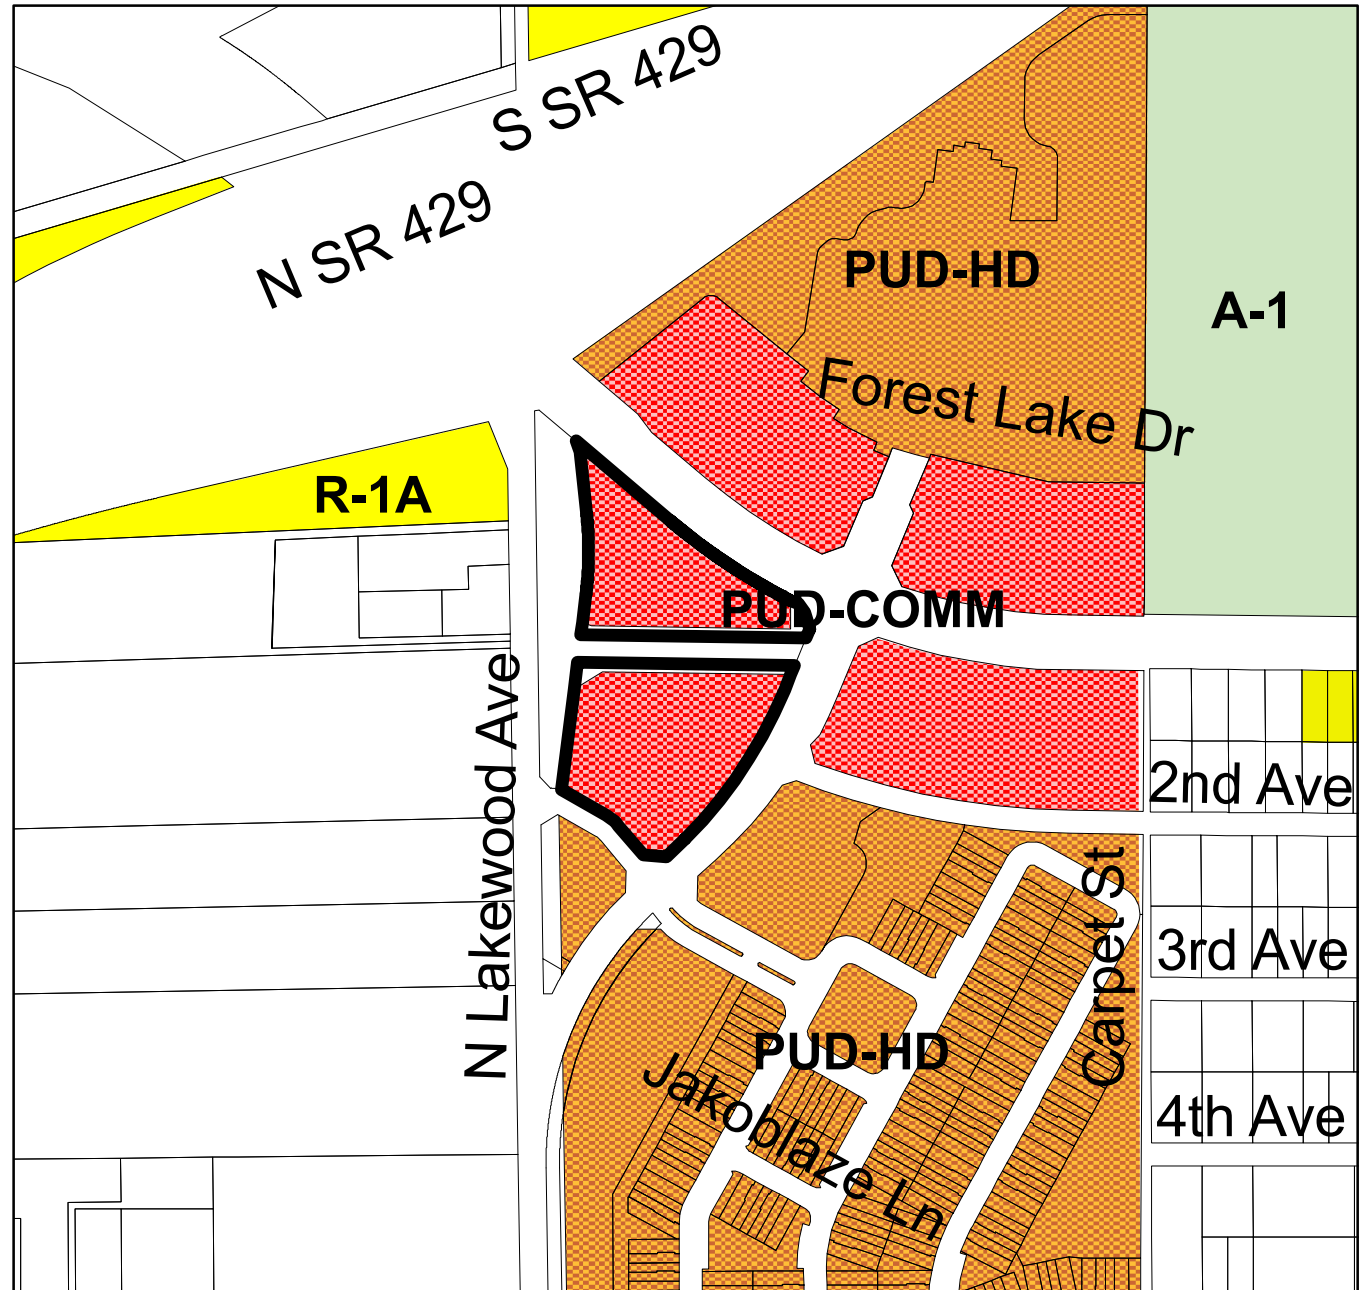 S SR 429
N SR 429
PUD-HD
A-1
Forest Lake Dr
R-1A
PUD-COMM
N Lakewood Ave
2nd Ave
Carpet St
3rd Ave
PUD-HD
Jakoblaze Ln
4th Ave